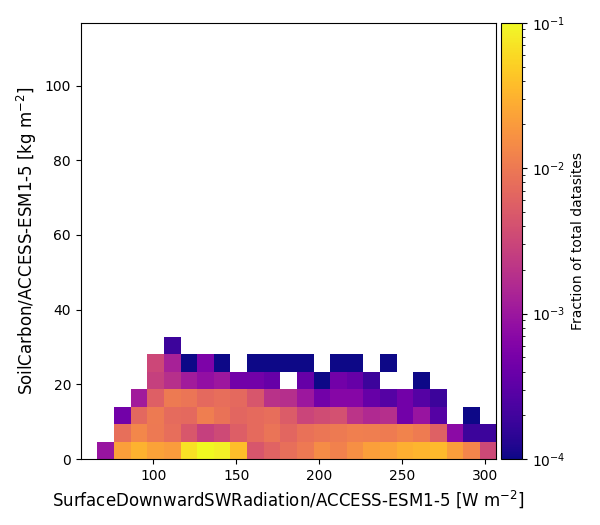 100
80
60
40
20
0
100 150 200 250 300
SoilCarbon/ACCESS-ESM1-5 [kg m⁻²]
SurfaceDownwardSWRadiation/ACCESS-ESM1-5 [W m⁻²]
10⁻¹
10⁻²
10⁻³
10⁻⁴
Fraction of total datasites